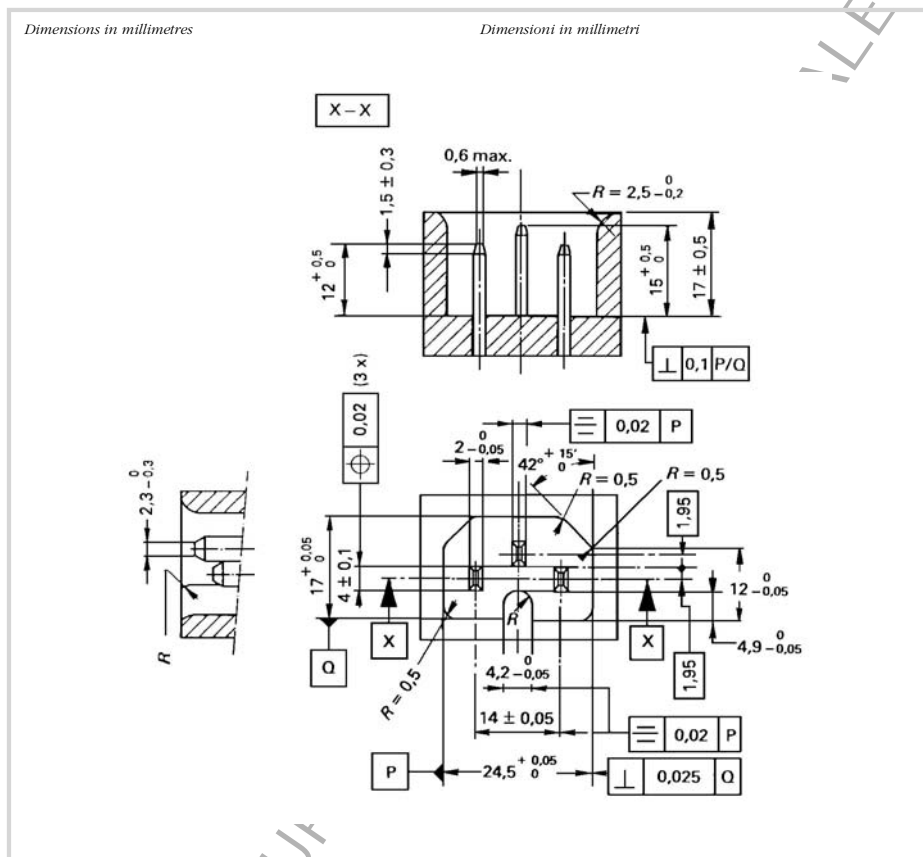 Dimensions in millimetres
Dimensioni in millimetri
X – X
0,6 max.
1,5 ± 0,3
R = 2,5 0 -0,2
12 + 0,5 0
15 + 0,5 0
17 ± 0,5
⊥ 0,1 P/Q
⌖ 0,02 (3 x)
⌯ 0,02 P
2 0 -0,05
42° + 15' 0
R = 0,5
R = 0,5
2,3 0 -0,3
17 + 0,05 0
4 ± 0,1
1,95
12 0 -0,05
R
R
X
X
4,9 0 -0,05
Q
4,2 0 -0,05
1,95
R = 0,5
14 ± 0,05
⌯ 0,02 P
P
24,5 + 0,05 0
⊥ 0,025 Q